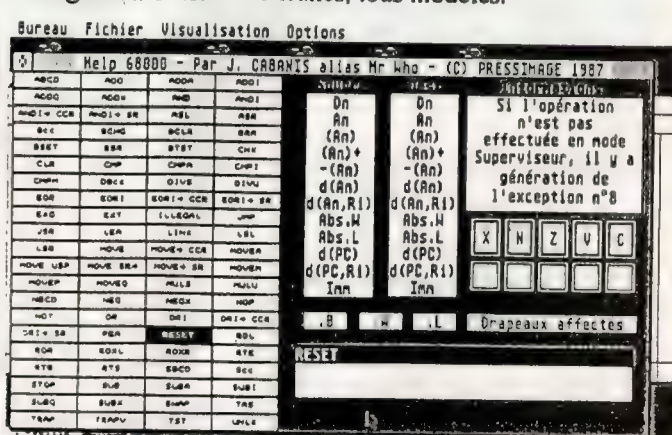 tous modèles.
Bureau Fichier Visualisation Options
Help 68000 - Par J. CABANIS alias Mr Who - (C) PRESSIMAGE 1987
ABCD ADD ADDA ADDI
ADDQ ADDX AND ANDI
ANDI→ CCR ANDI→ SR ASL ASR
Bcc BCHG BCLR BRA
BSET BSR BTST CHK
CLR CMP CMPA CMPI
CMPM DBcc DIVS DIVU
EOR EORI EORI→ CCR EORI→ SR
EXG EXT ILLEGAL JMP
JSR LEA LINK LSL
LSR MOVE MOVE→ CCR MOVEA
MOVE USP MOVE SR→ MOVE→ SR MOVEM
MOVEP MOVEQ MULS MULU
NBCD NEG NEGX NOP
NOT OR ORI ORI→ CCR
ORI→ SR PEA RESET ROL
ROR ROXL ROXR RTE
RTR RTS SBCD Scc
STOP SUB SUBA SUBI
SUBQ SUBX SWAP TAS
TRAP TRAPV TST UNLK
Dn
An
(An)
(An)+
-(An)
d(An)
d(An,Ri)
Abs.W
Abs.L
d(PC)
d(PC,Ri)
Imm
Dn
An
(An)
(An)+
-(An)
d(An)
d(An,Ri)
Abs.W
Abs.L
d(PC)
d(PC,Ri)
Imm
.B .W .L
Si l'opération
n'est pas
effectuée en mode
Superviseur, il y a
génération de
l'exception n°8
X N Z V C
Drapeaux affectes
RESET